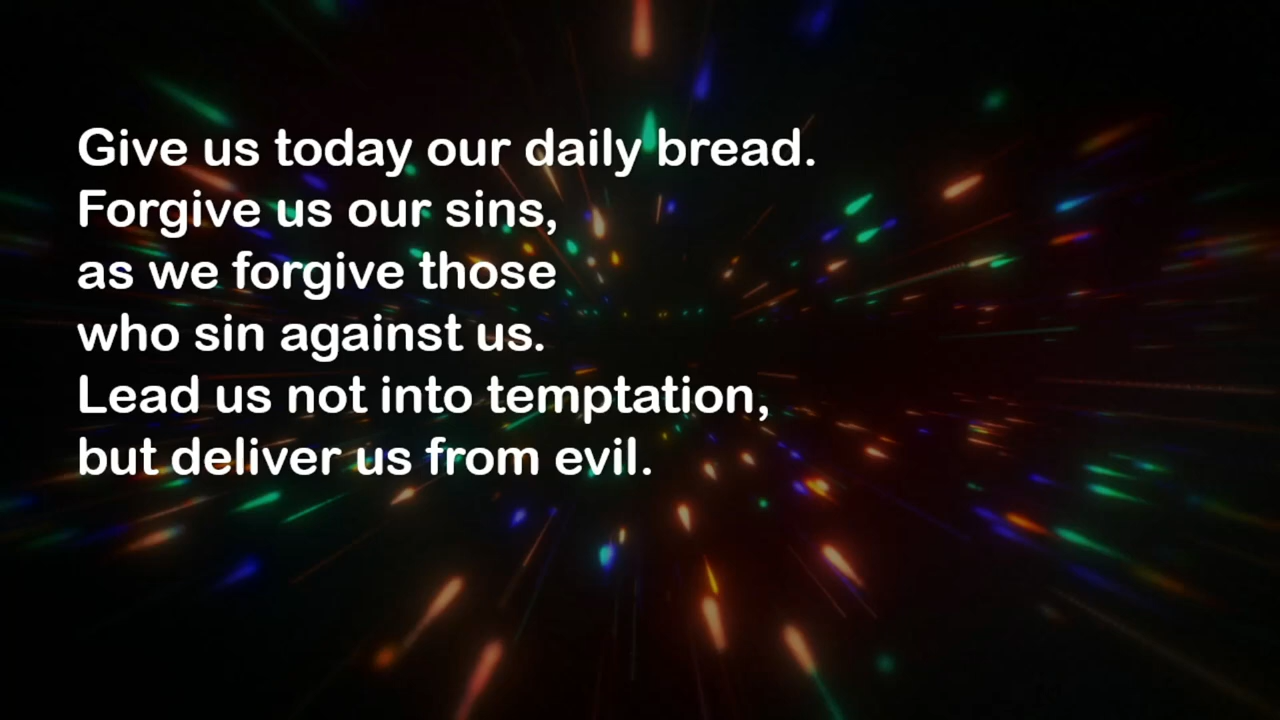 Give us today our daily bread.
Forgive us our sins,
as we forgive those
who sin against us.
Lead us not into temptation,
but deliver us from evil.